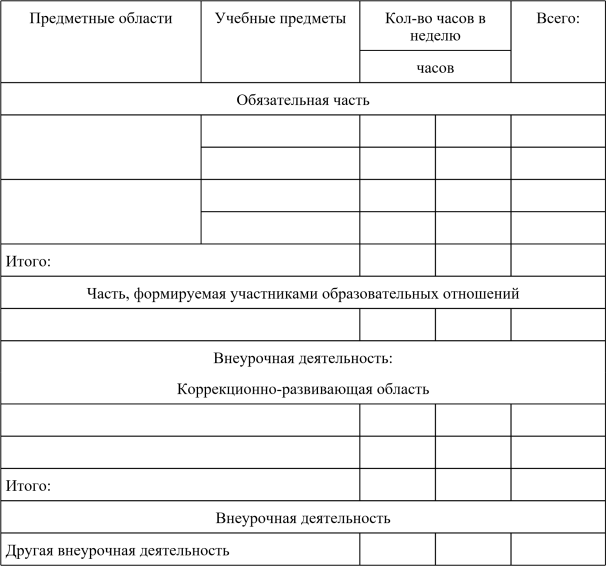 Предметные области
Учебные предметы
Кол-во часов в
неделю
Всего:
часов
Обязательная часть
Итого:
Часть, формируемая участниками образовательных отношений
Внеурочная деятельность:
Коррекционно-развивающая область
Итого:
Внеурочная деятельность
Другая внеурочная деятельность